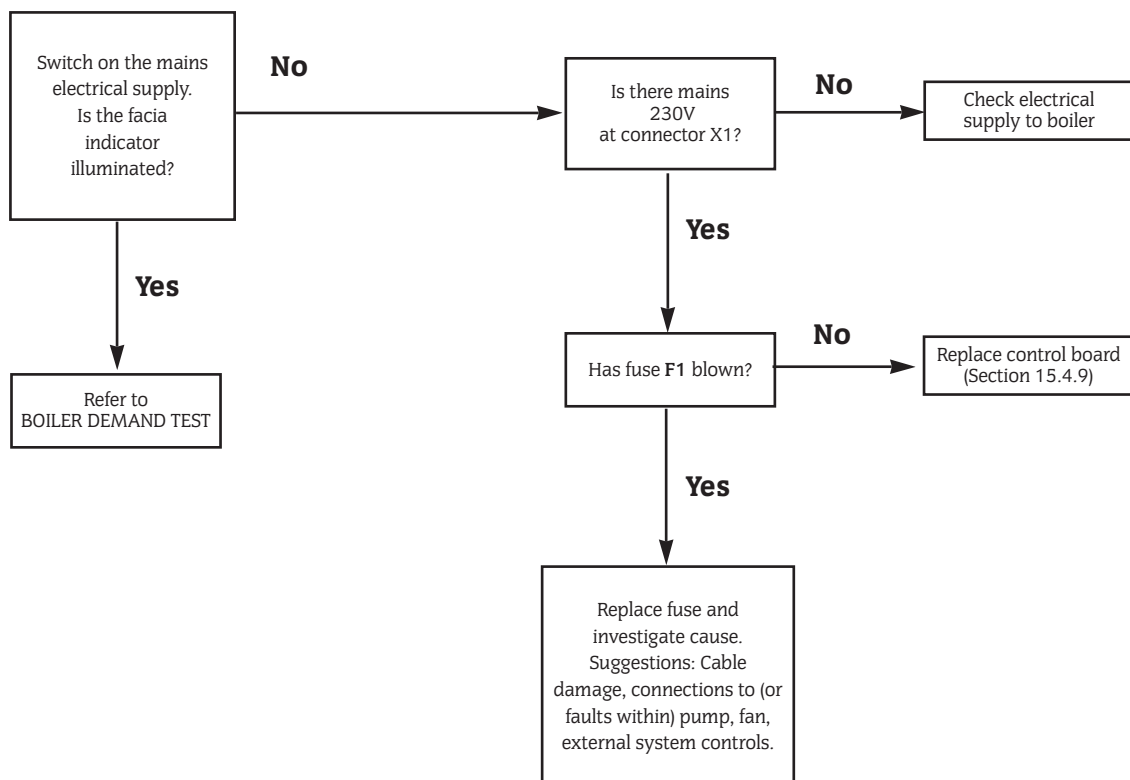 Switch on the mains
electrical supply.
Is the facia
indicator
illuminated?
No
Is there mains
230V
at connector X1?
No
Check electrical
supply to boiler
Yes
Yes
Refer to
BOILER DEMAND TEST
Has fuse F1 blown?
No
Replace control board
(Section 15.4.9)
Yes
Replace fuse and
investigate cause.
Suggestions: Cable
damage, connections to (or
faults within) pump, fan,
external system controls.